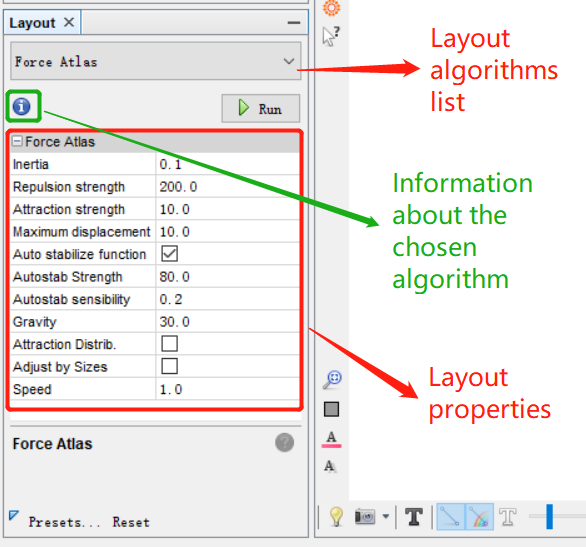 Layout
Force Atlas
Run
Force Atlas
Inertia 0.1
Repulsion strength 200.0
Attraction strength 10.0
Maximum displacement 10.0
Auto stabilize function
Autostab Strength 80.0
Autostab sensibility 0.2
Gravity 30.0
Attraction Distrib.
Adjust by Sizes
Speed 1.0
Force Atlas
Presets... Reset
Layout
algorithms
list
Information
about the
chosen
algorithm
Layout
properties
A
A
T
T